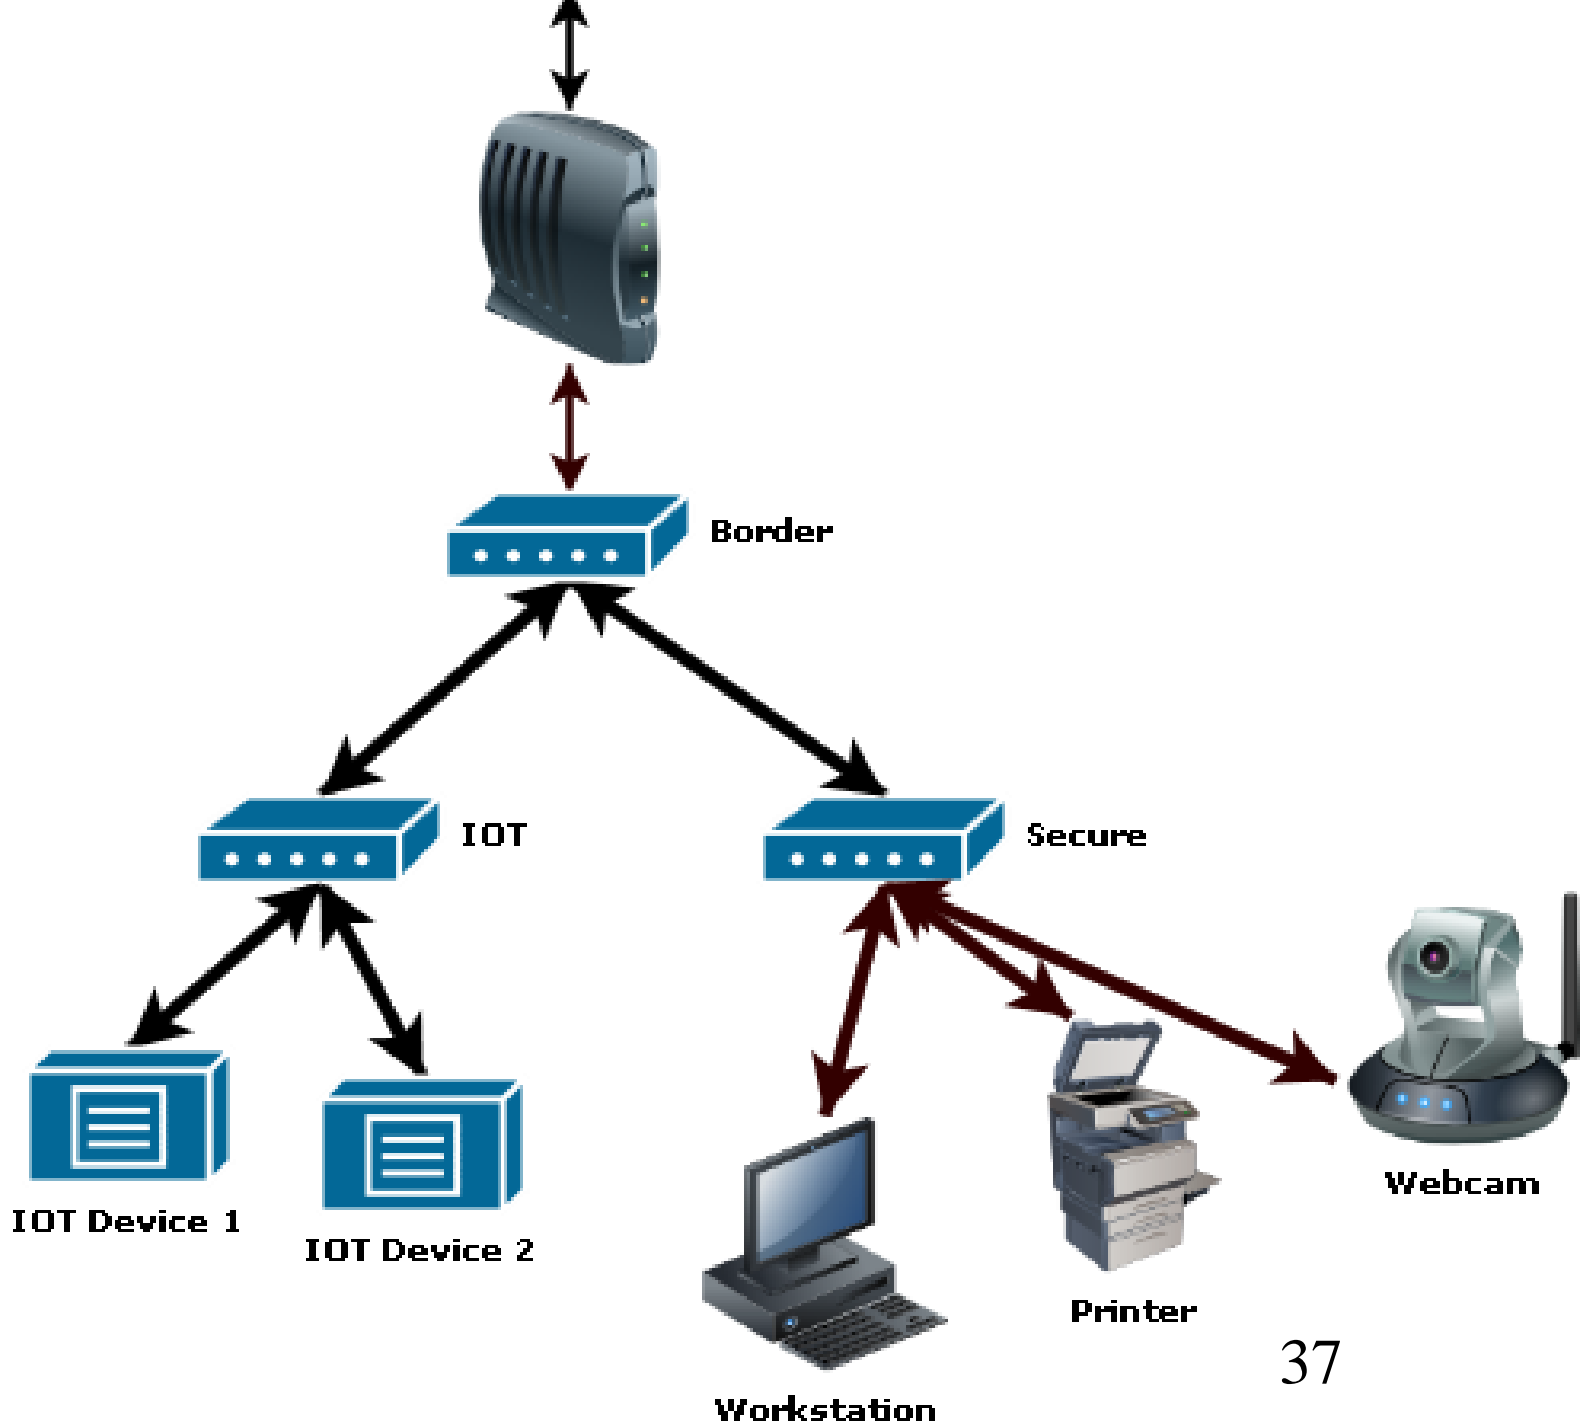 Border
IOT
Secure
Webcam
IOT Device 1
IOT Device 2
Printer
37
Workstation